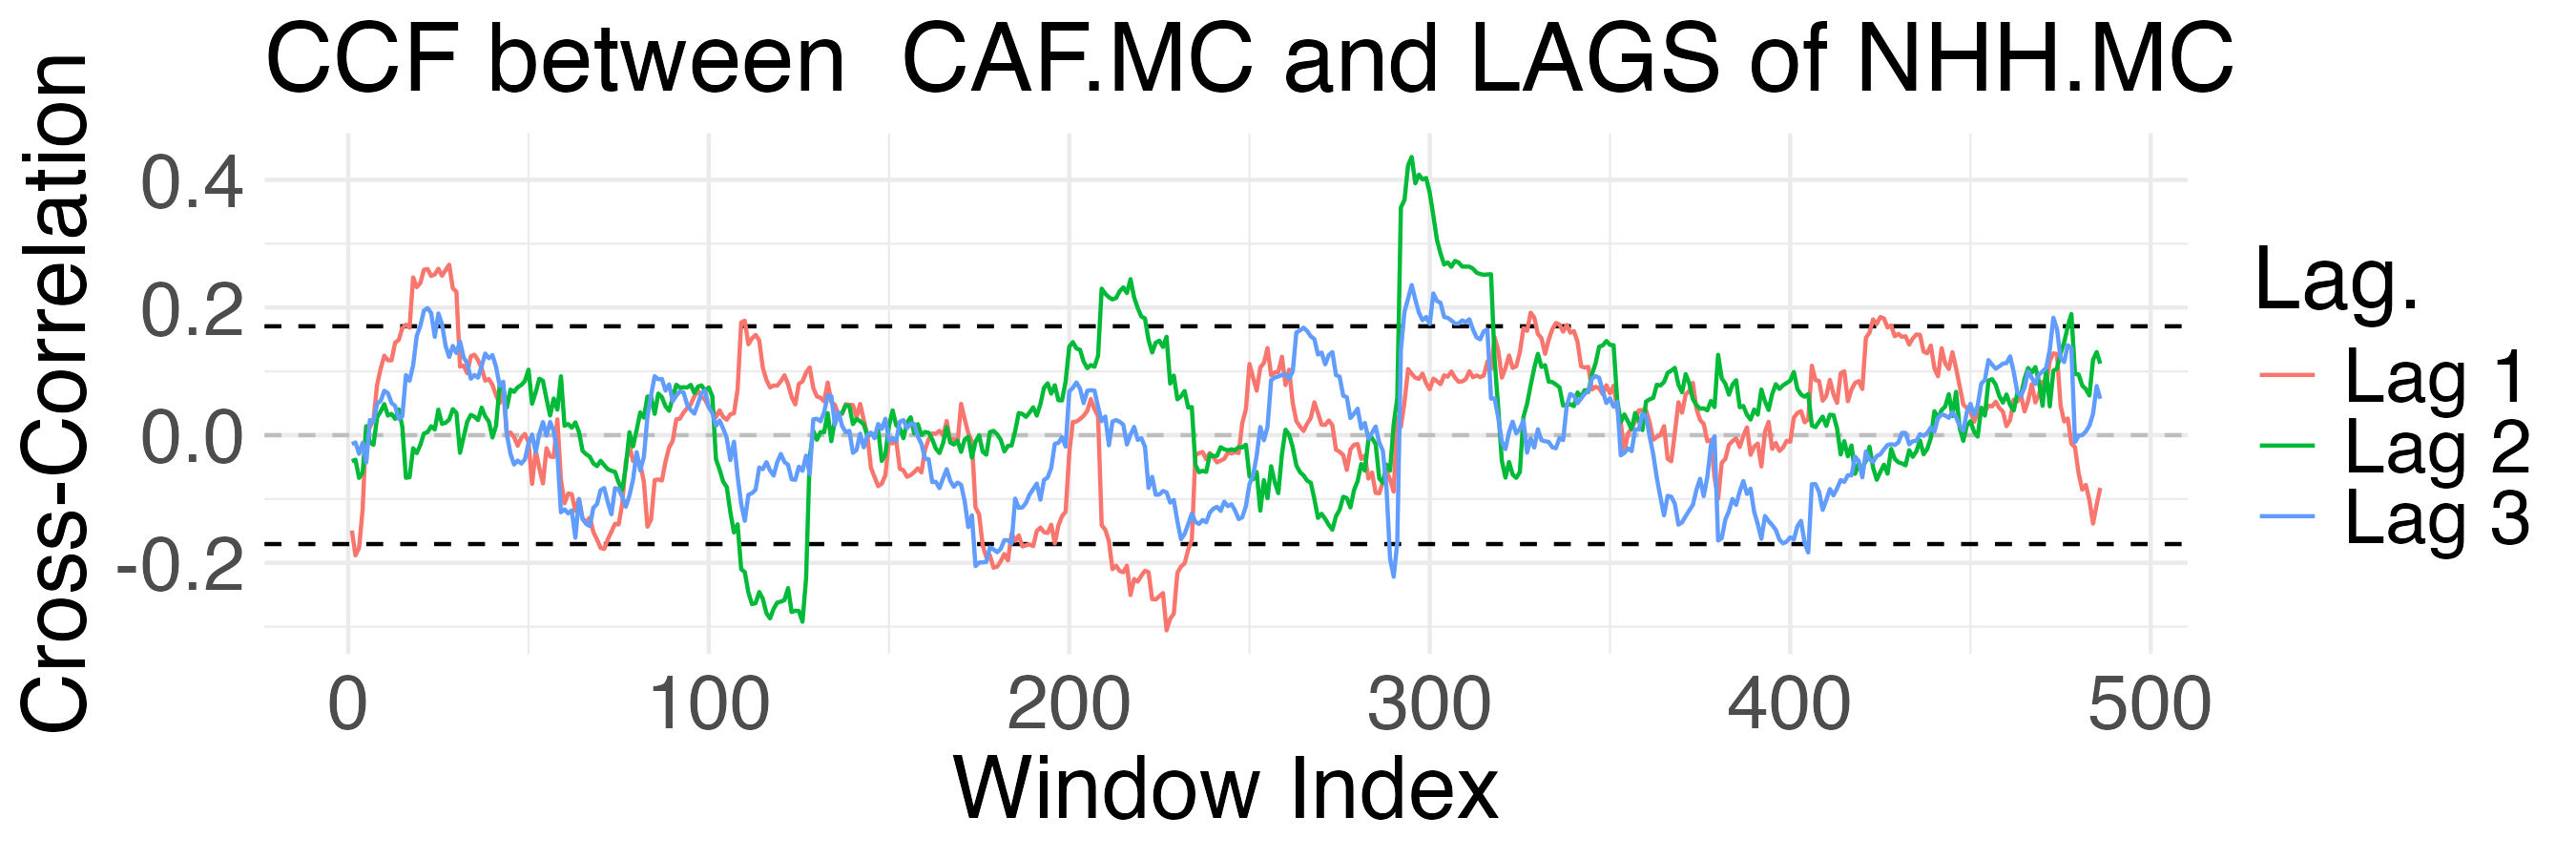 CCF between  CAF.MC and LAGS of NHH.MC
Cross-Correlation
0.4
0.2
0.0
-0.2
0 100 200 300 400 500
Window Index
Lag.
Lag 1
Lag 2
Lag 3